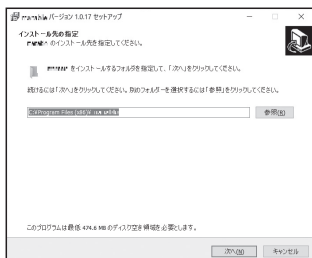 バージョン 1.0.17 セットアップ
インストール先の指定
のインストール先を指定してください。
をインストールするフォルダを指定して、「次へ」をクリックしてください。
続けるには「次へ」をクリックしてください。別のフォルダーを選択するには「参照」をクリックしてください。
C:\Program Files (x86)\
参照(R)
このプログラムは最低 474.6 MB のディスク空き領域を必要とします。
次へ(N)
キャンセル